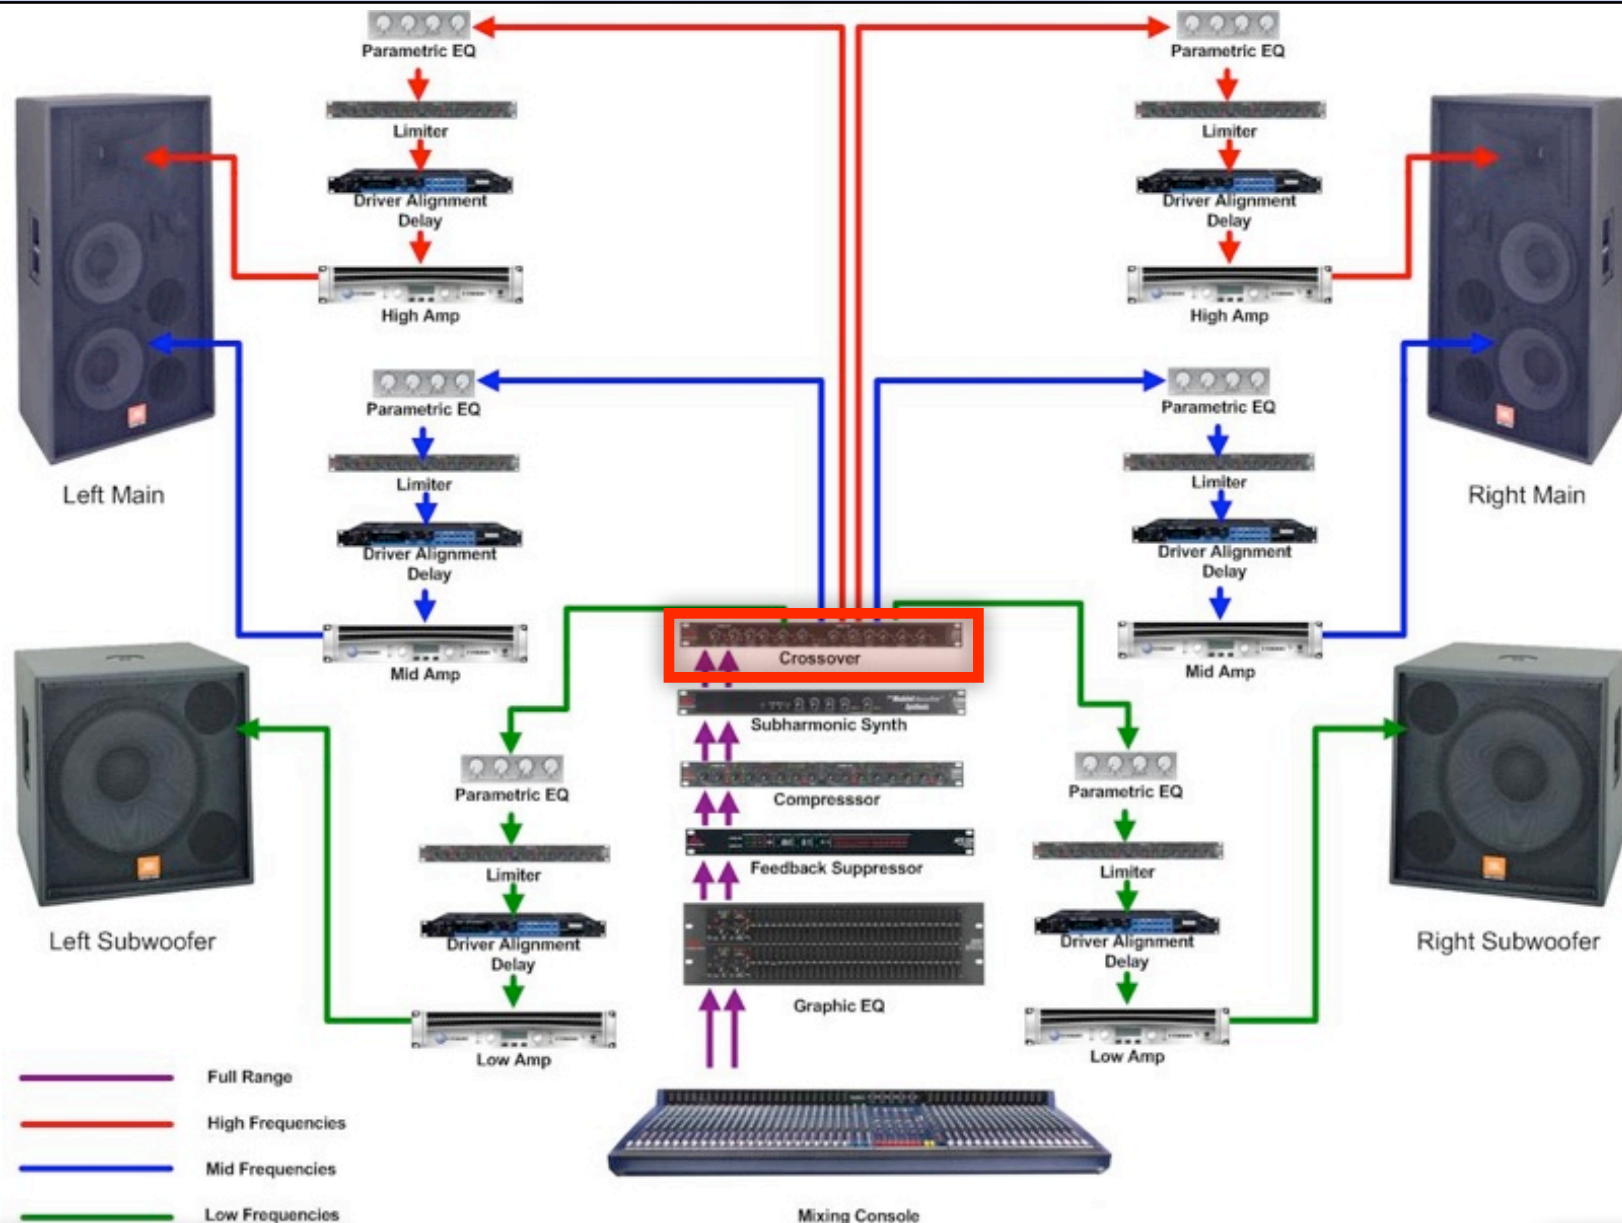 Parametric EQ
Parametric EQ
Limiter
Limiter
Driver Alignment
Delay
Driver Alignment
Delay
High Amp
High Amp
Parametric EQ
Parametric EQ
Limiter
Limiter
Left Main
Right Main
Driver Alignment
Delay
Driver Alignment
Delay
Crossover
Mid Amp
Mid Amp
Subharmonic Synth
Parametric EQ
Parametric EQ
Compresssor
Feedback Suppressor
Limiter
Limiter
Left Subwoofer
Right Subwoofer
Driver Alignment
Delay
Driver Alignment
Delay
Graphic EQ
Low Amp
Low Amp
Full Range
High Frequencies
Mid Frequencies
Low Frequencies
Mixing Console